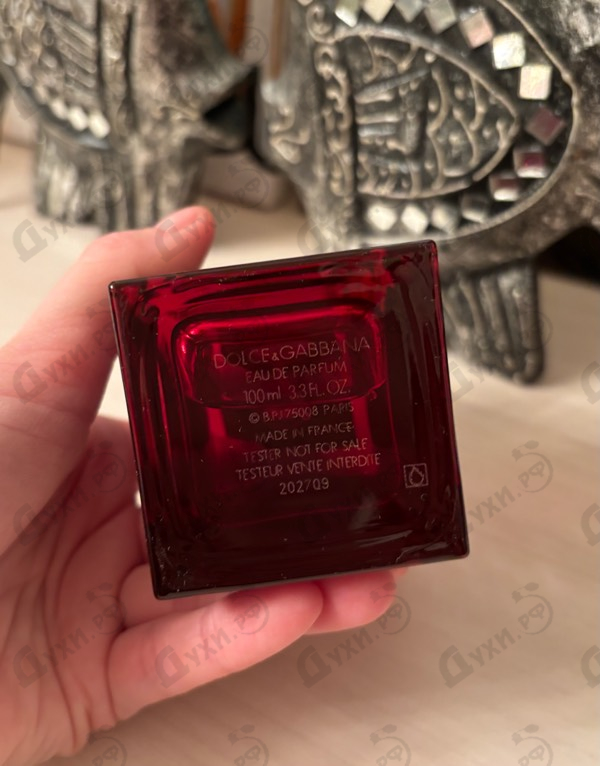 DOLCE&GABBANA
EAU DE PARFUM
100ml 3.3 FL.OZ.
© B.P.I 75008 PARIS
MADE IN FRANCE
TESTER NOT FOR SALE
TESTEUR VENTE INTERDITE
202709
Духи.рф